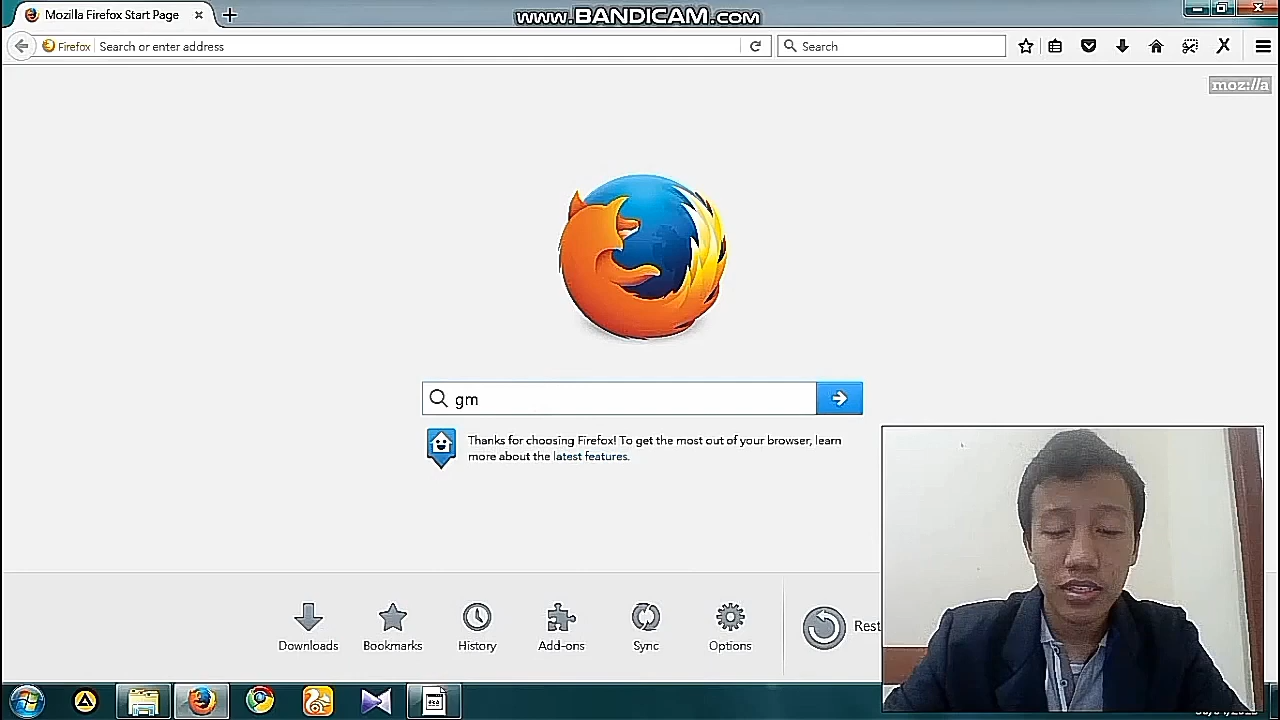 Mozilla Firefox Start Page
www.BANDICAM.com
Firefox
Search or enter address
Search
moz://a
gm
Thanks for choosing Firefox! To get the most out of your browser, learn
more about the latest features.
Downloads
Bookmarks
History
Add-ons
Sync
Options
Rest